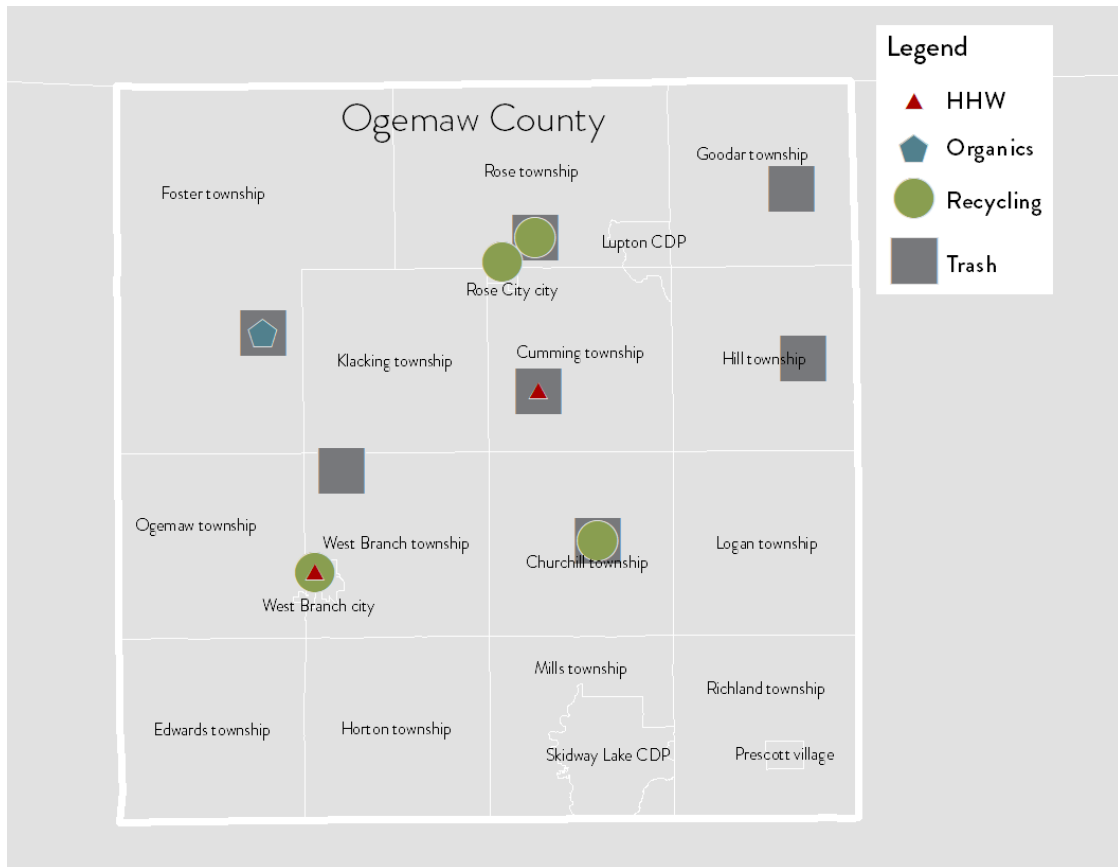 Legend
HHW
Organics
Recycling
Trash
Ogemaw County
Goodar township
Rose township
Foster township
Lupton CDP
Rose City city
Cumming township
Klacking township
Hill township
Ogemaw township
West Branch township
Logan township
Churchill township
West Branch city
Mills township
Richland township
Edwards township
Horton township
Skidway Lake CDP
Prescott village